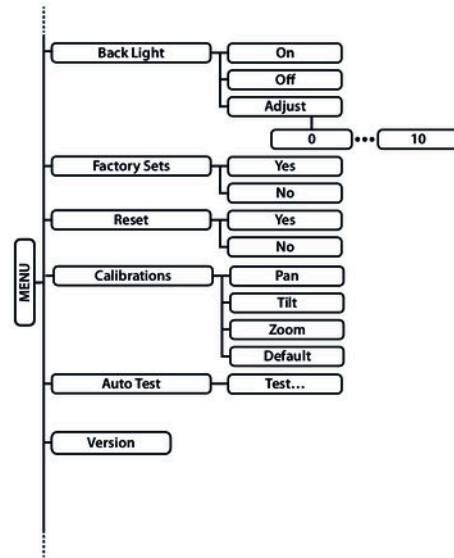 Back Light
On
Off
Adjust
0 ••• 10
Factory Sets
Yes
No
Reset
Yes
No
MENU
Calibrations
Pan
Tilt
Zoom
Default
Auto Test
Test...
Version